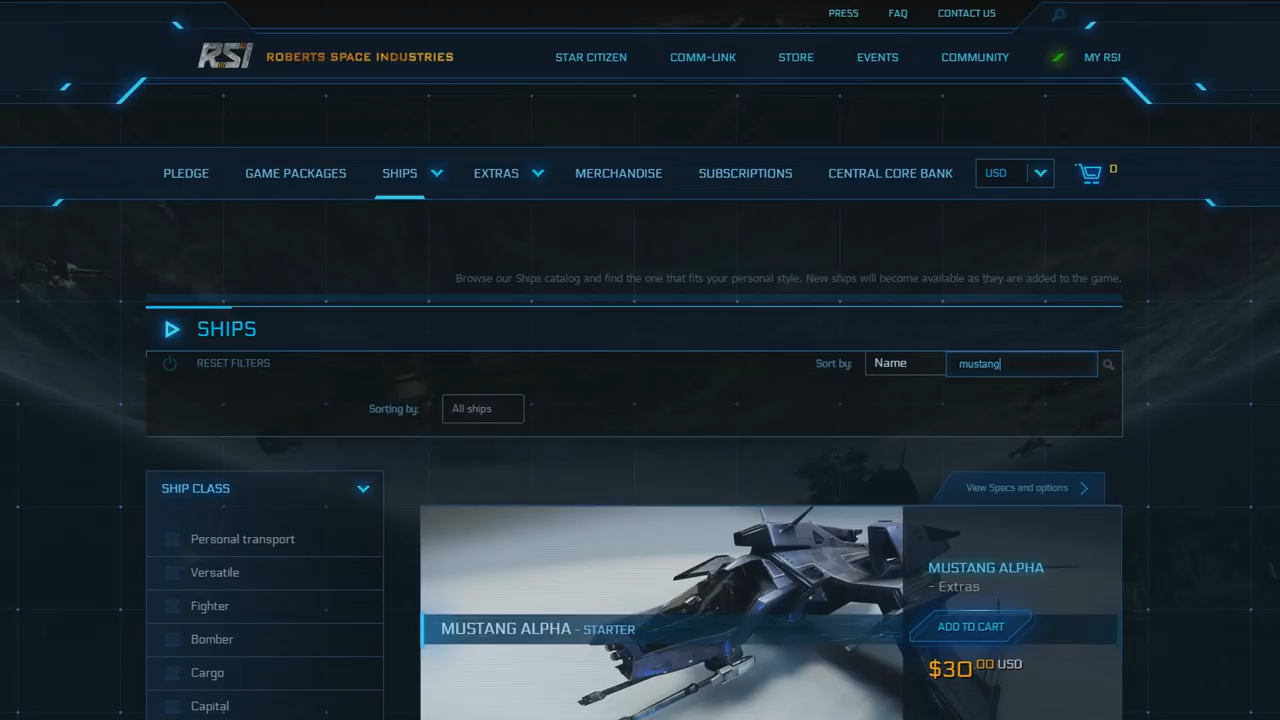 PRESS FAQ CONTACT US
RSI ROBERTS SPACE INDUSTRIES STAR CITIZEN COMM-LINK STORE EVENTS COMMUNITY MY RSI
PLEDGE GAME PACKAGES SHIPS EXTRAS MERCHANDISE SUBSCRIPTIONS CENTRAL CORE BANK USD 0
Browse our Ships catalog and find the one that fits your personal style. New ships will become available as they are added to the game.
SHIPS
RESET FILTERS Sort by: Name mustang
Sorting by: All ships
SHIP CLASS
View Specs and options
Personal transport
Versatile
Fighter
Bomber
Cargo
Capital
MUSTANG ALPHA - STARTER
MUSTANG ALPHA
- Extras
ADD TO CART
$30.00 USD